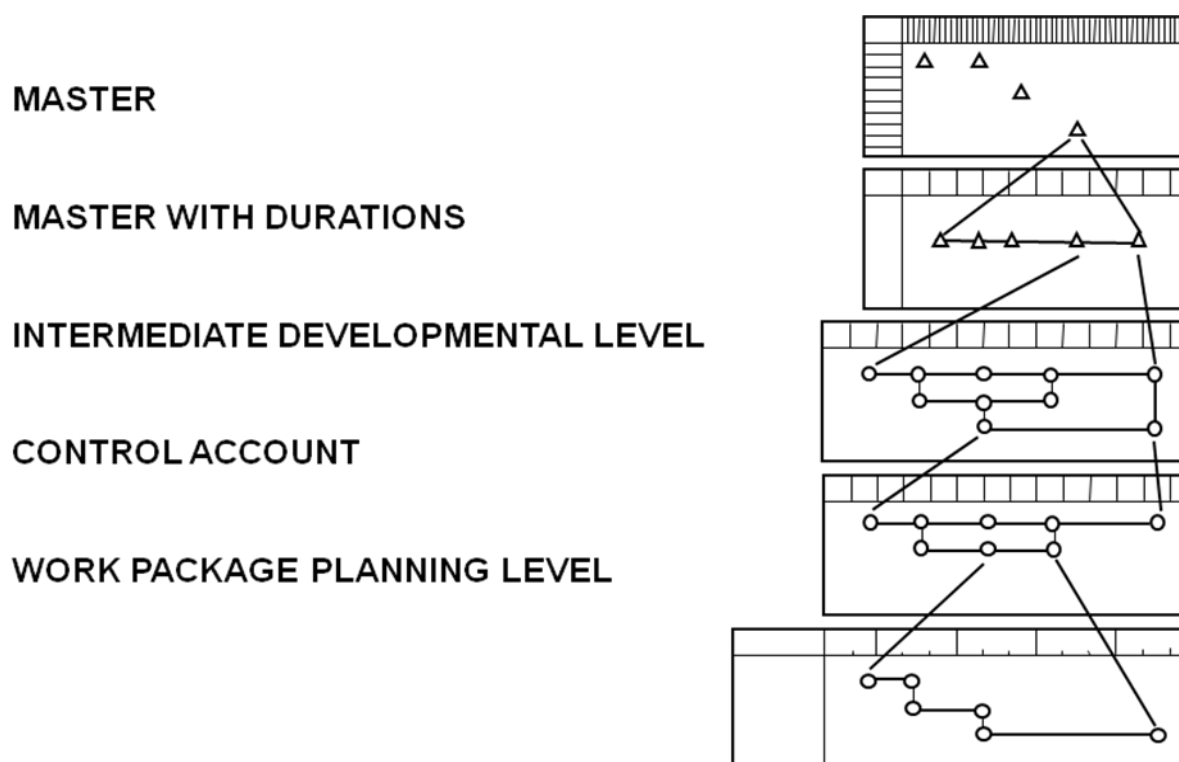 MASTER
MASTER WITH DURATIONS
INTERMEDIATE DEVELOPMENTAL LEVEL
CONTROL ACCOUNT
WORK PACKAGE PLANNING LEVEL